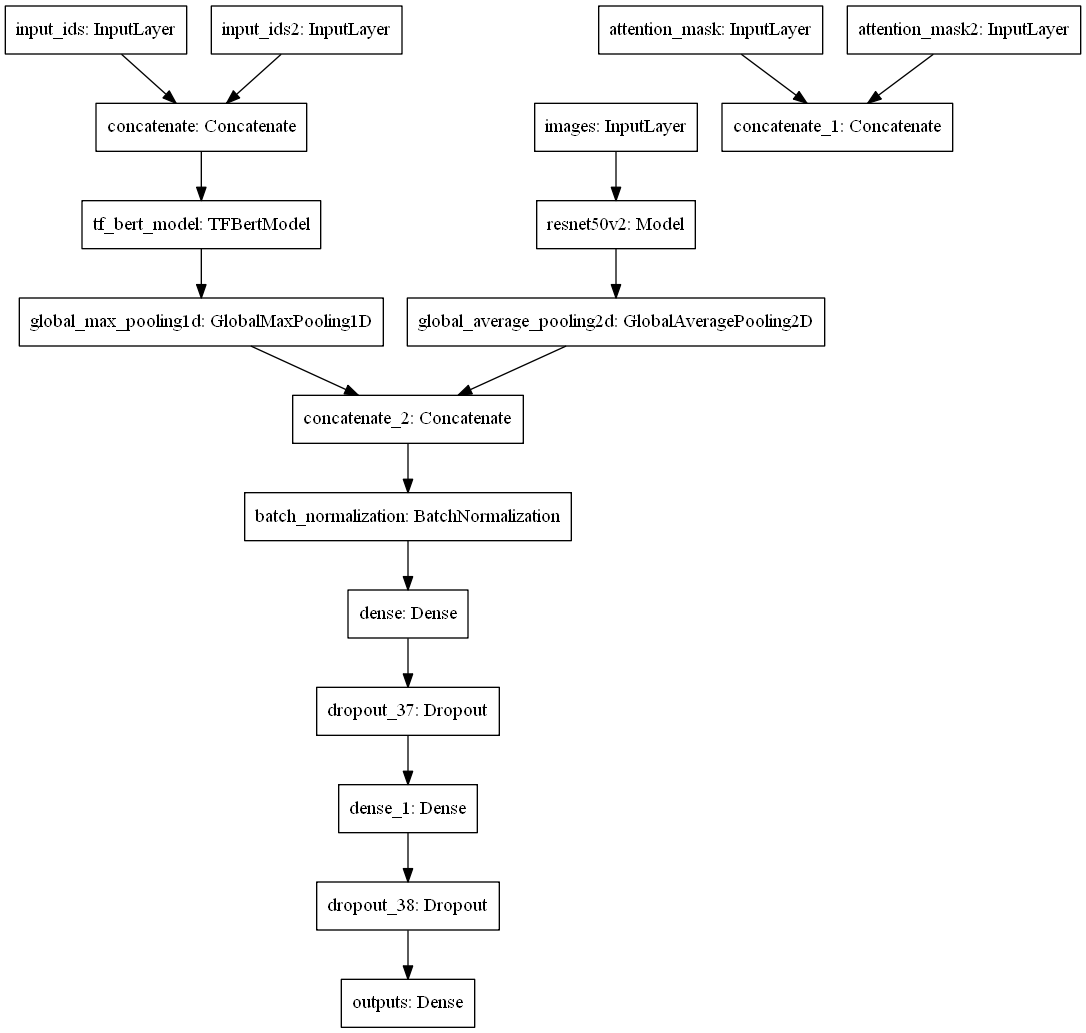 input_ids: InputLayer
input_ids2: InputLayer
attention_mask: InputLayer
attention_mask2: InputLayer
concatenate: Concatenate
images: InputLayer
concatenate_1: Concatenate
tf_bert_model: TFBertModel
resnet50v2: Model
global_max_pooling1d: GlobalMaxPooling1D
global_average_pooling2d: GlobalAveragePooling2D
concatenate_2: Concatenate
batch_normalization: BatchNormalization
dense: Dense
dropout_37: Dropout
dense_1: Dense
dropout_38: Dropout
outputs: Dense